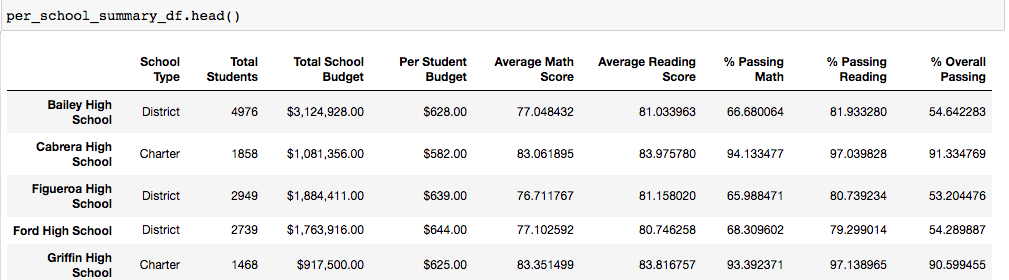 per_school_summary_df.head()
School Type Total Students Total School Budget Per Student Budget Average Math Score Average Reading Score % Passing Math % Passing Reading % Overall Passing
Bailey High School District 4976 $3,124,928.00 $628.00 77.048432 81.033963 66.680064 81.933280 54.642283
Cabrera High School Charter 1858 $1,081,356.00 $582.00 83.061895 83.975780 94.133477 97.039828 91.334769
Figueroa High School District 2949 $1,884,411.00 $639.00 76.711767 81.158020 65.988471 80.739234 53.204476
Ford High School District 2739 $1,763,916.00 $644.00 77.102592 80.746258 68.309602 79.299014 54.289887
Griffin High School Charter 1468 $917,500.00 $625.00 83.351499 83.816757 93.392371 97.138965 90.599455